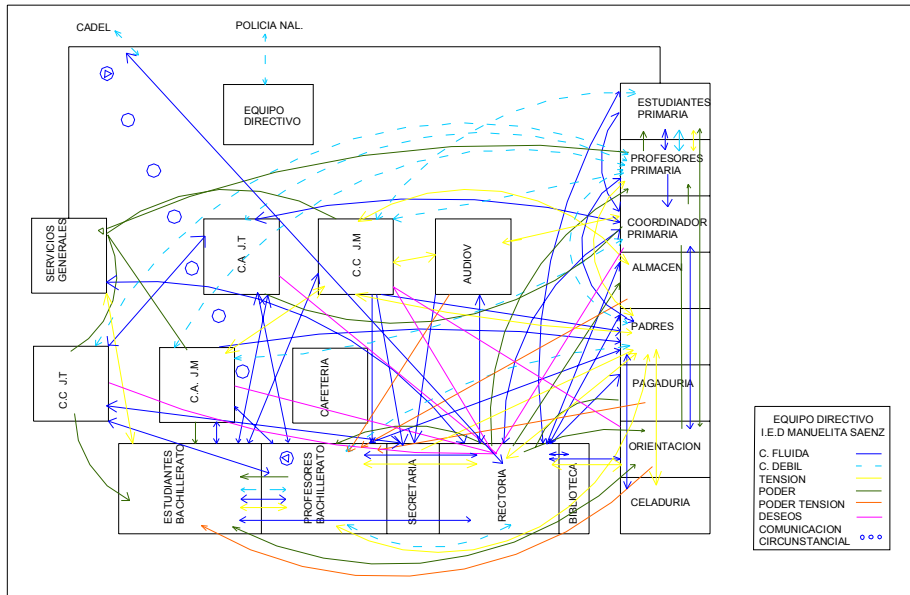 CADEL
POLICIA NAL.
EQUIPO
DIRECTIVO
ESTUDIANTES
PRIMARIA
PROFESORES
PRIMARIA
COORDINADOR
PRIMARIA
ALMACEN
PADRES
PAGADURIA
ORIENTACION
CELADURIA
SERVICIOS
GENERALES
C.A J.T
C.C J.M
AUDIOV
C.C J.T
C.A. J.M
CAFETERIA
ESTUDIANTES
BACHILLERATO
PROFESORES
BACHILLERATO
SECRETARIA
RECTORIA
BIBLIOTECA
EQUIPO DIRECTIVO
I.E.D MANUELITA SAENZ
C. FLUIDA
C. DEBIL
TENSION
PODER
PODER TENSION
DESEOS
COMUNICACION
CIRCUNSTANCIAL